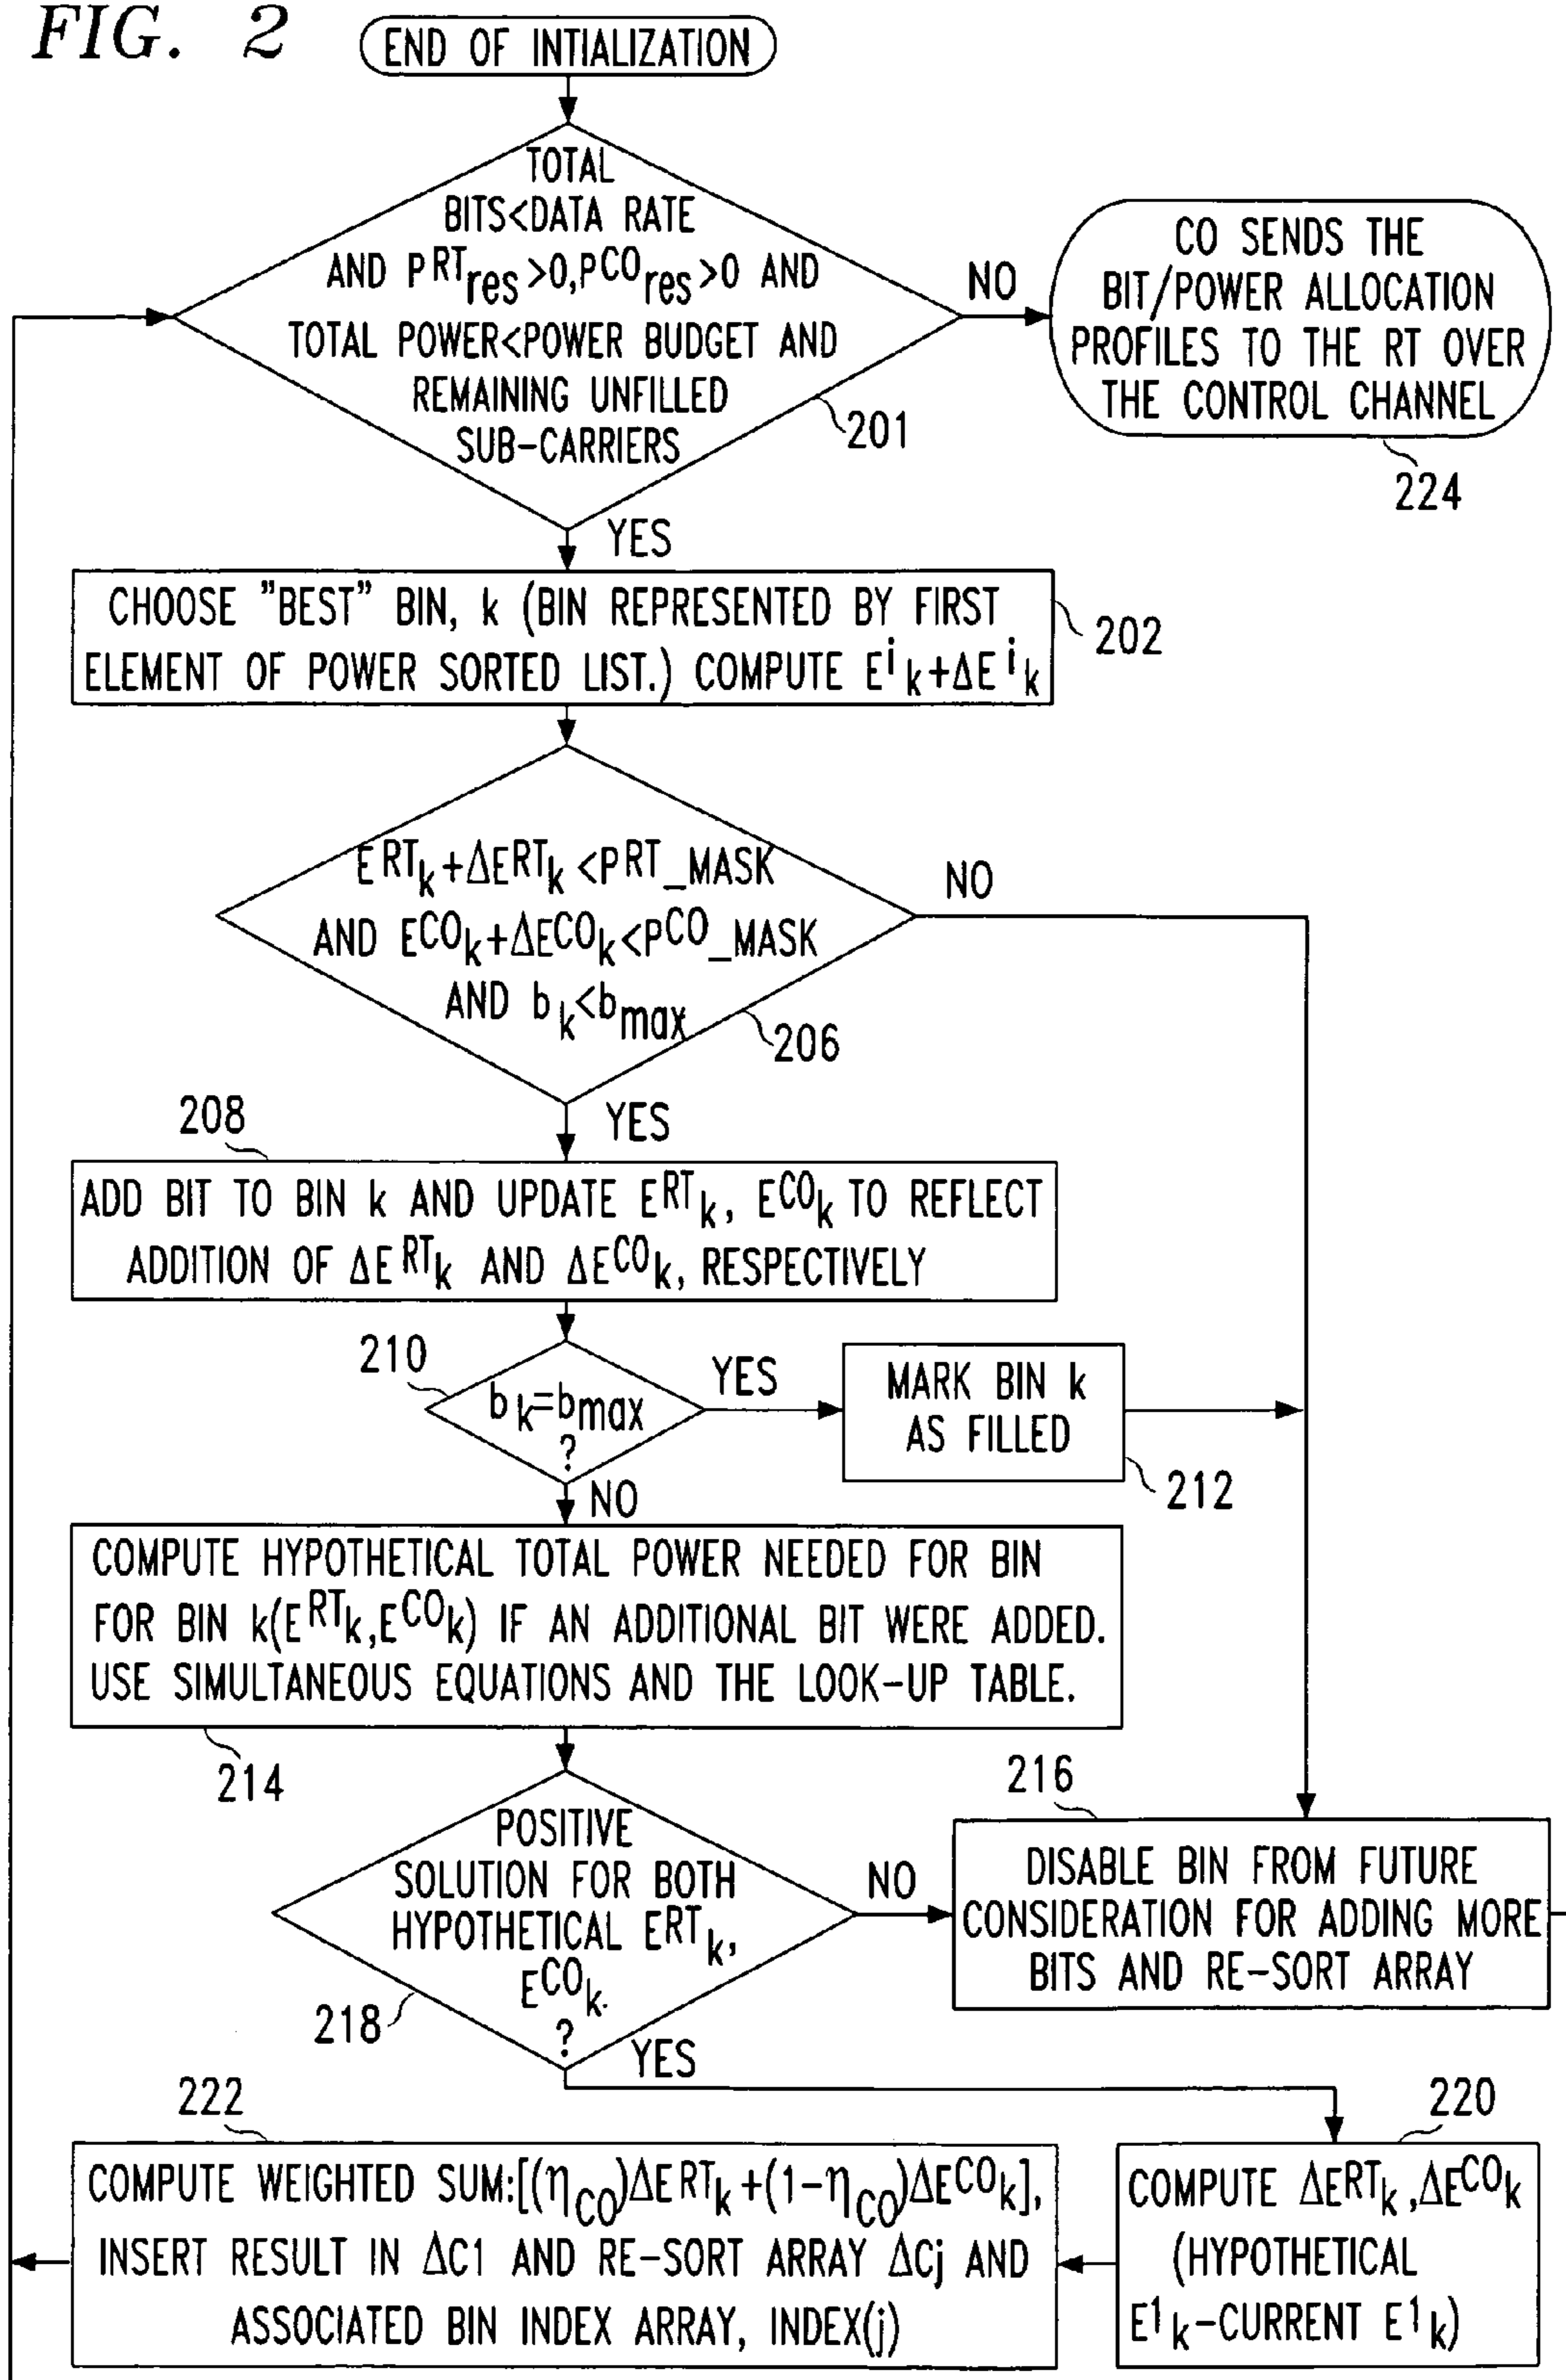 FIG. 2
END OF INTIALIZATION
TOTAL
BITS<DATA RATE
AND P^RT_res >0,P^CO_res >0 AND
TOTAL POWER<POWER BUDGET AND
REMAINING UNFILLED
SUB-CARRIERS
201
NO
CO SENDS THE
BIT/POWER ALLOCATION
PROFILES TO THE RT OVER
THE CONTROL CHANNEL
224
YES
CHOOSE "BEST" BIN, k (BIN REPRESENTED BY FIRST
ELEMENT OF POWER SORTED LIST.) COMPUTE E^i_k+ΔE^i_k
202
E^RT_k+ΔE^RT_k <P^RT_MASK
AND E^CO_k+ΔE^CO_k<P^CO_MASK
AND b_k<b_max
206
NO
YES
208
ADD BIT TO BIN k AND UPDATE E^RT_k, E^CO_k TO REFLECT
ADDITION OF ΔE^RT_k AND ΔE^CO_k, RESPECTIVELY
210
b_k=b_max
?
YES
MARK BIN k
AS FILLED
212
NO
COMPUTE HYPOTHETICAL TOTAL POWER NEEDED FOR BIN
FOR BIN k(E^RT_k,E^CO_k) IF AN ADDITIONAL BIT WERE ADDED.
USE SIMULTANEOUS EQUATIONS AND THE LOOK-UP TABLE.
214
POSITIVE
SOLUTION FOR BOTH
HYPOTHETICAL E^RT_k,
E^CO_k.
?
218
NO
216
DISABLE BIN FROM FUTURE
CONSIDERATION FOR ADDING MORE
BITS AND RE-SORT ARRAY
YES
220
COMPUTE ΔE^RT_k,ΔE^CO_k
(HYPOTHETICAL
E^1_k-CURRENT E^1_k)
222
COMPUTE WEIGHTED SUM:[(η_CO)ΔE^RT_k+(1-η_CO)ΔE^CO_k],
INSERT RESULT IN ΔC1 AND RE-SORT ARRAY ΔCj AND
ASSOCIATED BIN INDEX ARRAY, INDEX(j)